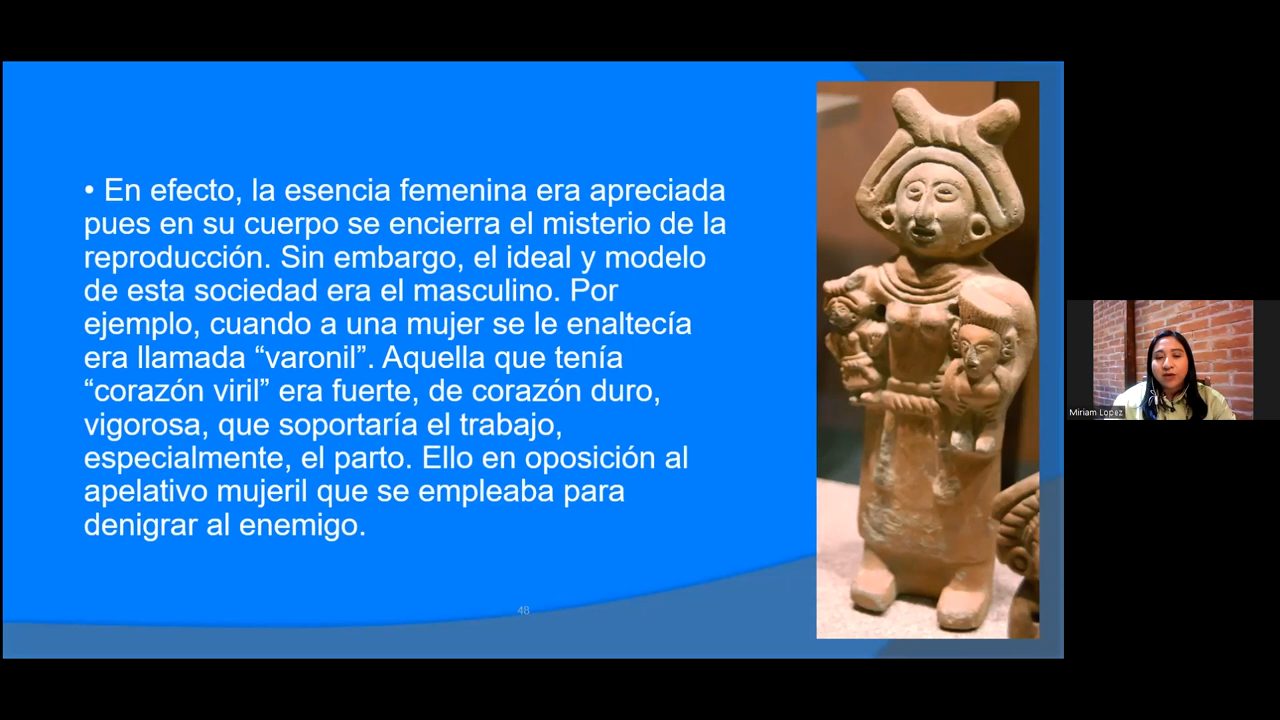 • En efecto, la esencia femenina era apreciada
pues en su cuerpo se encierra el misterio de la
reproducción. Sin embargo, el ideal y modelo
de esta sociedad era el masculino. Por
ejemplo, cuando a una mujer se le enaltecía
era llamada “varonil”. Aquella que tenía
“corazón viril” era fuerte, de corazón duro,
vigorosa, que soportaría el trabajo,
especialmente, el parto. Ello en oposición al
apelativo mujeril que se empleaba para
denigrar al enemigo.
48
Miriam Lopez